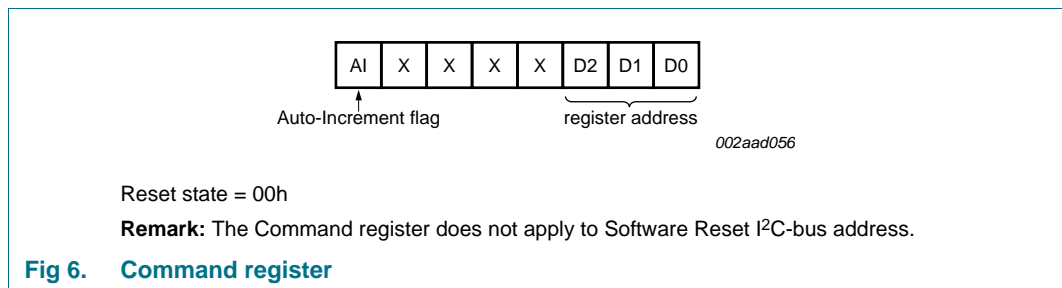 AI X X X X D2 D1 D0
Auto-Increment flag register address
002aad056
Reset state = 00h
Remark: The Command register does not apply to Software Reset I²C-bus address.
Fig 6. Command register